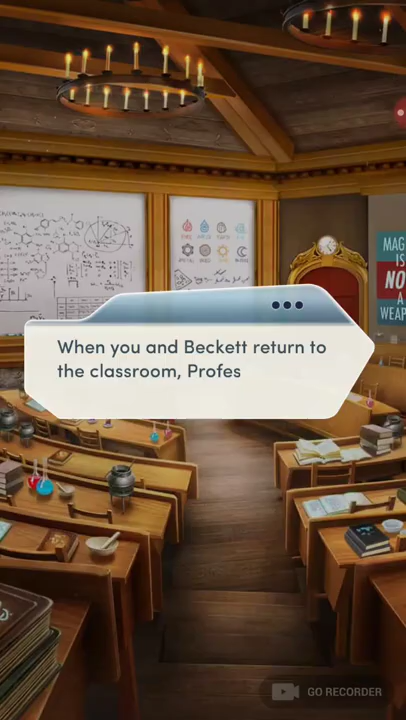 MAG
IS
NO
A
WEAP
When you and Beckett return to
the classroom, Profes
GO RECORDER